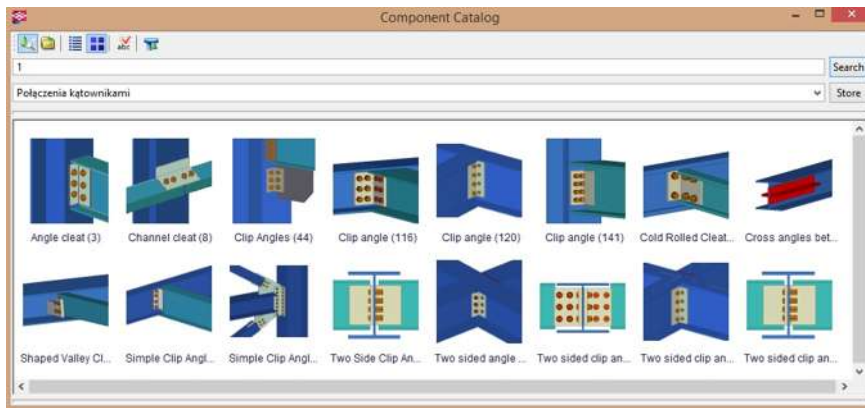 Component Catalog
abc
1
Search
Połączenia kątownikami
Store
Angle cleat (3) Channel cleat (8) Clip Angles (44) Clip angle (116) Clip angle (120) Clip angle (141) Cold Rolled Cleat... Cross angles bet...
Shaped Valley Cl... Simple Clip Angl... Simple Clip Angl... Two Side Clip An... Two sided angle ... Two sided clip an... Two sided clip an... Two sided clip an...